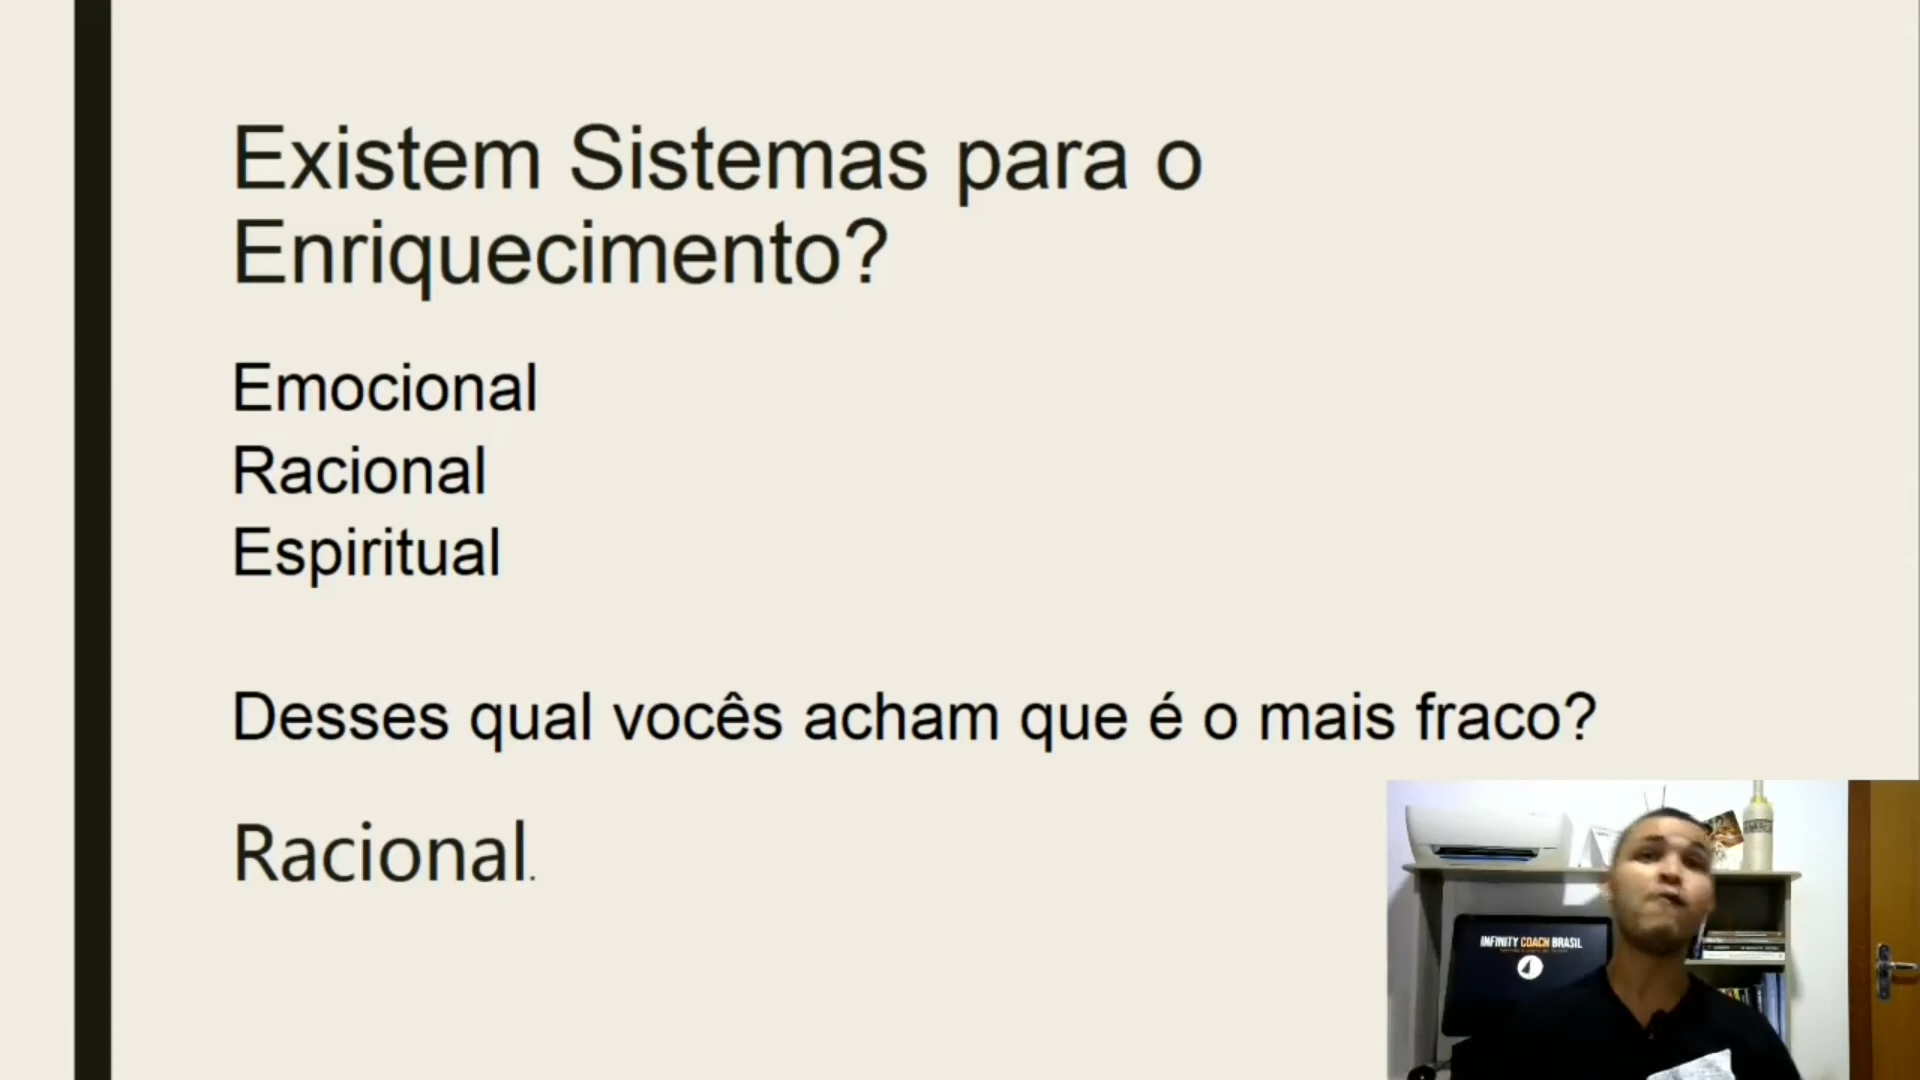 Existem Sistemas para o
Enriquecimento?
Emocional
Racional
Espiritual
Desses qual vocês acham que é o mais fraco?
Racional.
INFINITY COACH BRASIL